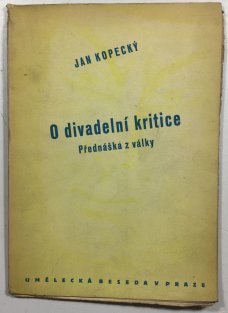 JAN KOPECKÝ
O divadelní kritice
Přednáška z války
UMĚLECKÁ BESEDA V PRAZE